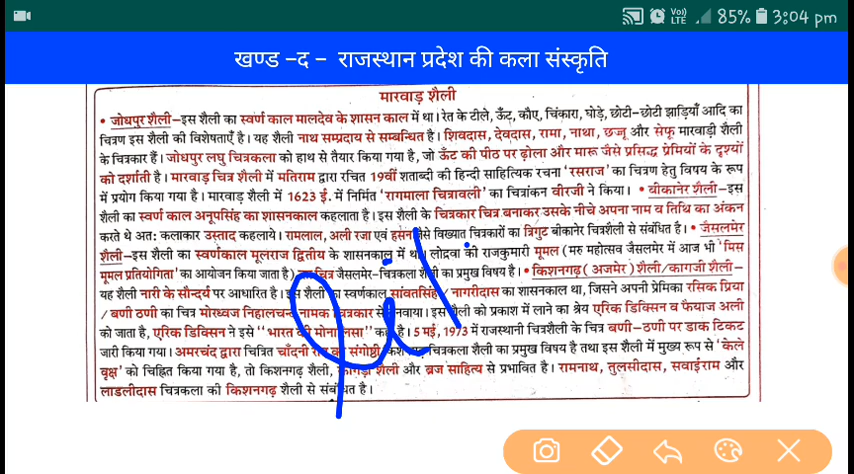 85% 3:04 pm
खण्ड –द – राजस्थान प्रदेश की कला संस्कृति
मारवाड़ शैली
• जोधपुर शैली–इस शैली का स्वर्ण काल मालदेव के शासन काल में था। रेत के टीले, ऊँट, कौए, चिंकारा, घोड़े, छोटी–छोटी झाड़ियाँ आदि का
चित्रण इस शैली की विशेषताएँ है। यह शैली नाथ सम्प्रदाय से सम्बन्धित है। शिवदास, देवदास, रामा, नाथा, छज्जू और सेफू मारवाड़ी शैली
के चित्रकार हैं। जोधपुर लघु चित्रकला को हाथ से तैयार किया गया है, जो ऊँट की पीठ पर ढ़ोला और मारू जैसे प्रसिद्ध प्रेमियों के दृश्यों
को दर्शाती है। मारवाड़ चित्र शैली में मतिराम द्वारा रचित 19वीं शताब्दी की हिन्दी साहित्यिक रचना 'रसराज' का चित्रण हेतु विषय के रूप
में प्रयोग किया गया है। मारवाड़ शैली में 1623 ई. में निर्मित 'रागमाला चित्रावली' का चित्रांकन वीरजी ने किया। • बीकानेर शैली–इस
शैली का स्वर्ण काल अनूपसिंह का शासनकाल कहलाता है। इस शैली के चित्रकार चित्र बनाकर उसके नीचे अपना नाम व तिथि का अंकन
करते थे अत: कलाकार उस्ताद कहलाये। रामलाल, अली रजा एवं हसन जैसे विख्यात चित्रकारों का त्रिगुट बीकानेर चित्रशैली से संबंधित है। • जैसलमेर
शैली–इस शैली का स्वर्णकाल मूलराज द्वितीय के शासनकाल में था। लोद्रवा की राजकुमारी मूमल (मरु महोत्सव जैसलमेर में आज भी 'मिस
मूमल प्रतियोगिता' का आयोजन किया जाता है) चित्र जैसलमेर–चित्रकला शैली का प्रमुख विषय है। • किशनगढ़ (अजमेर) शैली/कागजी शैली–
यह शैली नारी के सौन्दर्य पर आधारित है। इस शैली का स्वर्णकाल सांवतसिंह/नागरीदास का शासनकाल था, जिसने अपनी प्रेमिका रसिक प्रिया
/बणी ठणी का चित्र मोरध्वज निहालचन्द नामक चित्रकार से बनवाया। इस शैली को प्रकाश में लाने का श्रेय एरिक डिक्सिन व फैयाज अली
को जाता है, एरिक डिक्सिन ने इसे "भारत की मोनालिसा" कहा है। 5 मई, 1973 में राजस्थानी चित्रशैली के चित्र बणी–ठणी पर डाक टिकट
जारी किया गया। अमरचंद द्वारा चित्रित चाँदनी रात की संगोष्ठी चित्रकला शैली का प्रमुख विषय है तथा इस शैली में मुख्य रूप से 'केले
वृक्ष' को चिह्नित किया गया है, तो किशनगढ़ शैली, कांगड़ा शैली और ब्रज साहित्य से प्रभावित है। रामनाथ, तुलसीदास, सवाईराम और
लाडलीदास चित्रकला की किशनगढ़ शैली से संबंधित है।